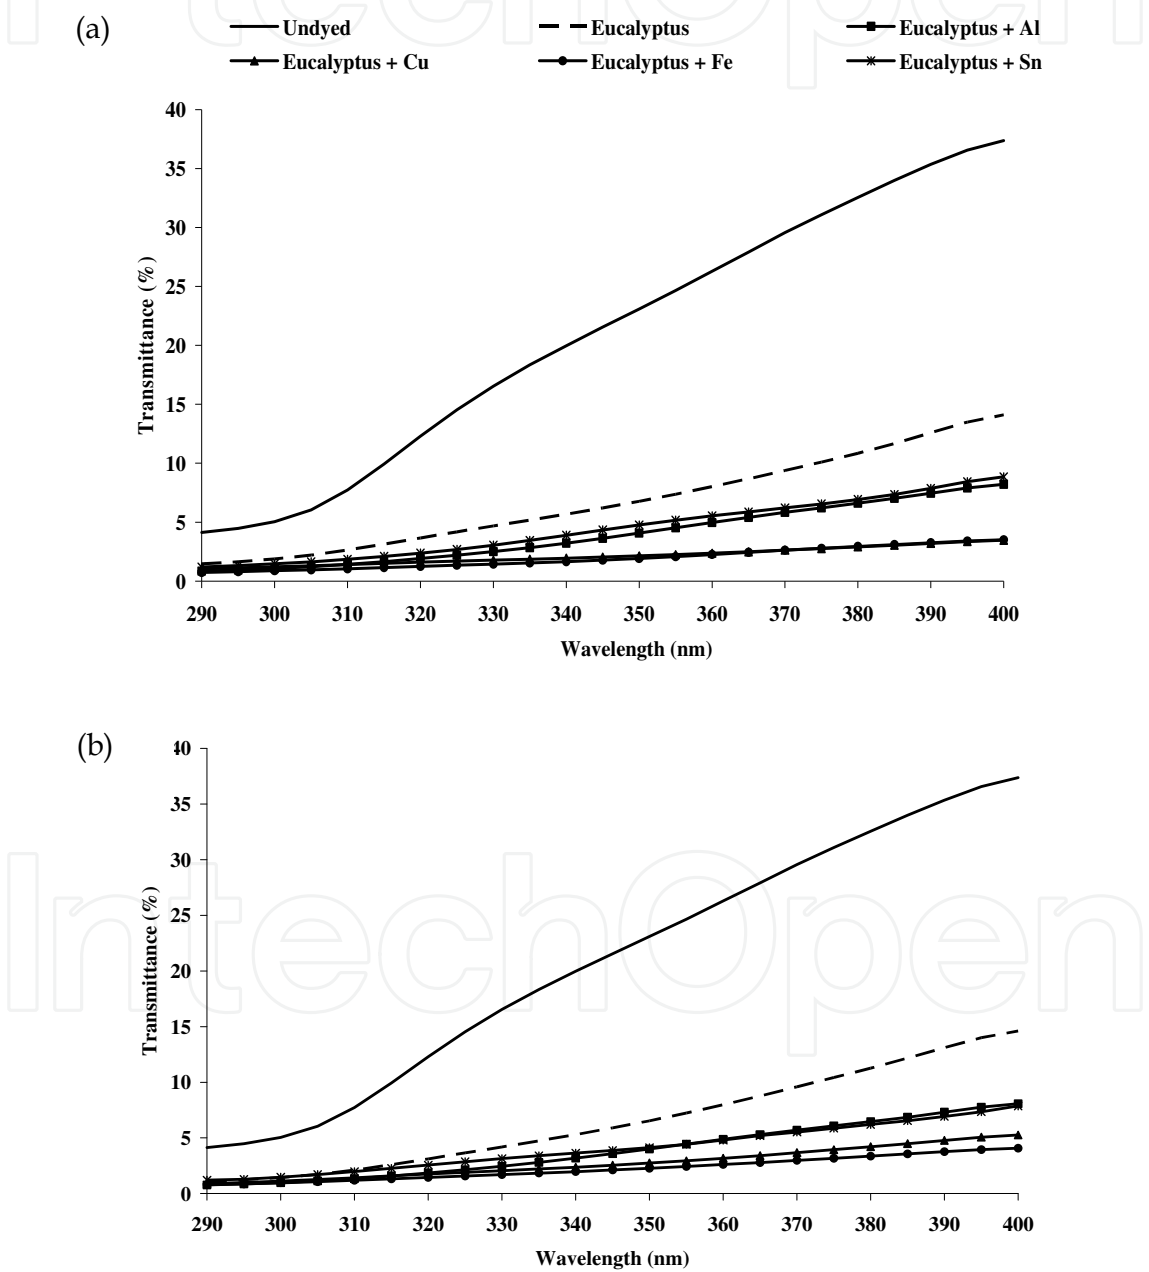 (a)
Undyed Eucalyptus Eucalyptus + Al
Eucalyptus + Cu Eucalyptus + Fe Eucalyptus + Sn
40
35
30
25
20
15
10
5
0
Transmittance (%)
290 300 310 320 330 340 350 360 370 380 390 400
Wavelength (nm)
(b)
40
35
30
25
20
15
10
5
0
Transmittance (%)
290 300 310 320 330 340 350 360 370 380 390 400
Wavelength (nm)
IntechOpen
IntechOpen